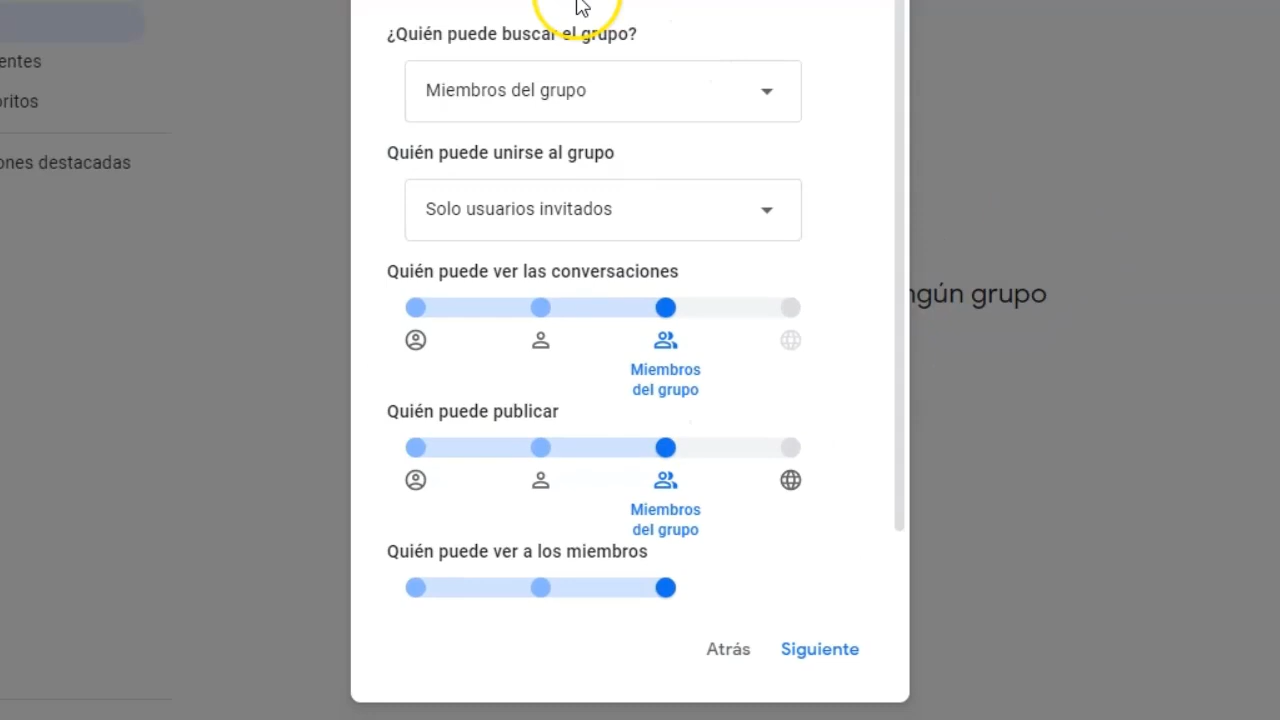 ¿Quién puede buscar el grupo?
entes
Miembros del grupo
oritos
Quién puede unirse al grupo
ones destacadas
Solo usuarios invitados
Quién puede ver las conversaciones
ngún grupo
Miembros
del grupo
Quién puede publicar
Miembros
del grupo
Quién puede ver a los miembros
Atrás
Siguiente